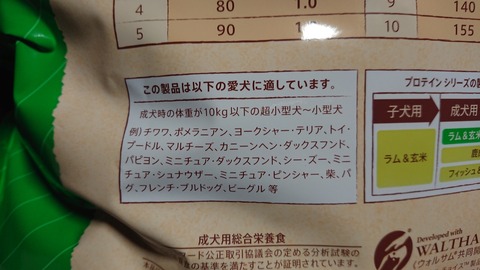 4 80 1.0 9 140
5 90 10 155
この製品は以下の愛犬に適しています。
成犬時の体重が10kg以下の超小型犬〜小型犬
例)チワワ、ポメラニアン、ヨークシャー・テリア、トイ・
プードル、マルチーズ、カニーンヘン・ダックスフンド、
パピヨン、ミニチュア・ダックスフンド、シー・ズー、ミニ
チュア・シュナウザー、ミニチュア・ピンシャー、柴、パ
グ、フレンチ・ブルドッグ、ビーグル 等
プロテイン シリーズの製
子犬用 成犬用
ラム&玄米
ラム&玄米
フィッシュ&
成犬用総合栄養食
ード公正取引協議会の定める分析試験の
の基準を満たすことが証明されています。
Developed with
WALTHA
(ウォルサム®共同開